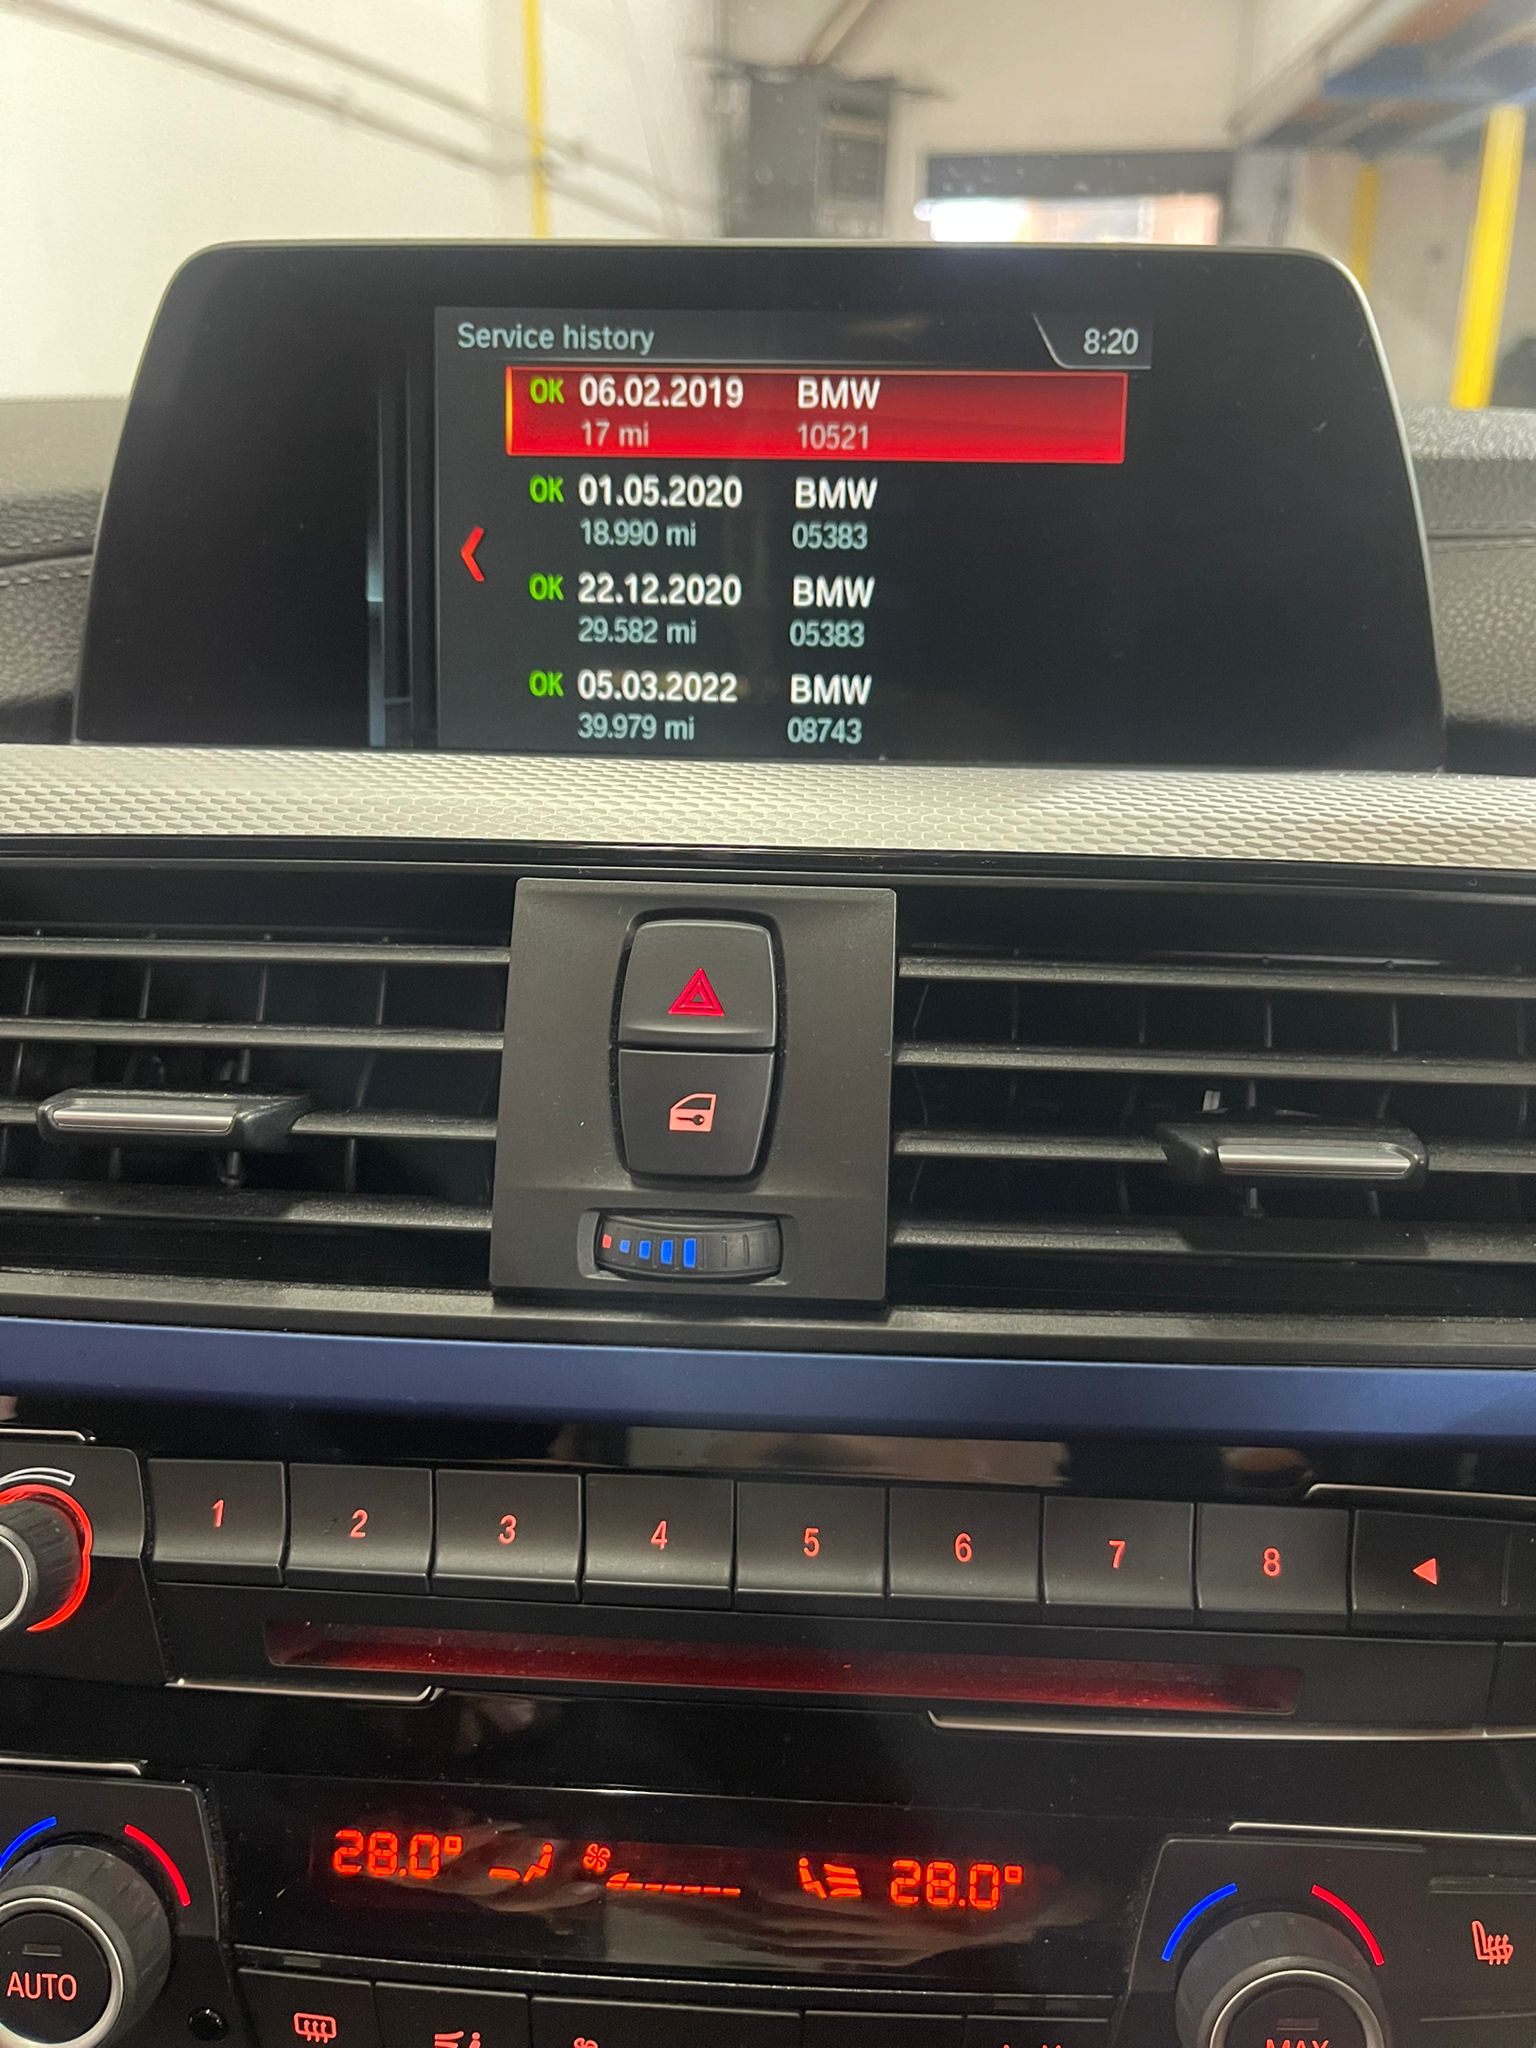 Service history 8:20
OK 06.02.2019 BMW
17 mi 10521
OK 01.05.2020 BMW
18.990 mi 05383
OK 22.12.2020 BMW
29.582 mi 05383
OK 05.03.2022 BMW
39.979 mi 08743
1 2 3 4 5 6 7 8
28.0° 28.0°
AUTO
MAX